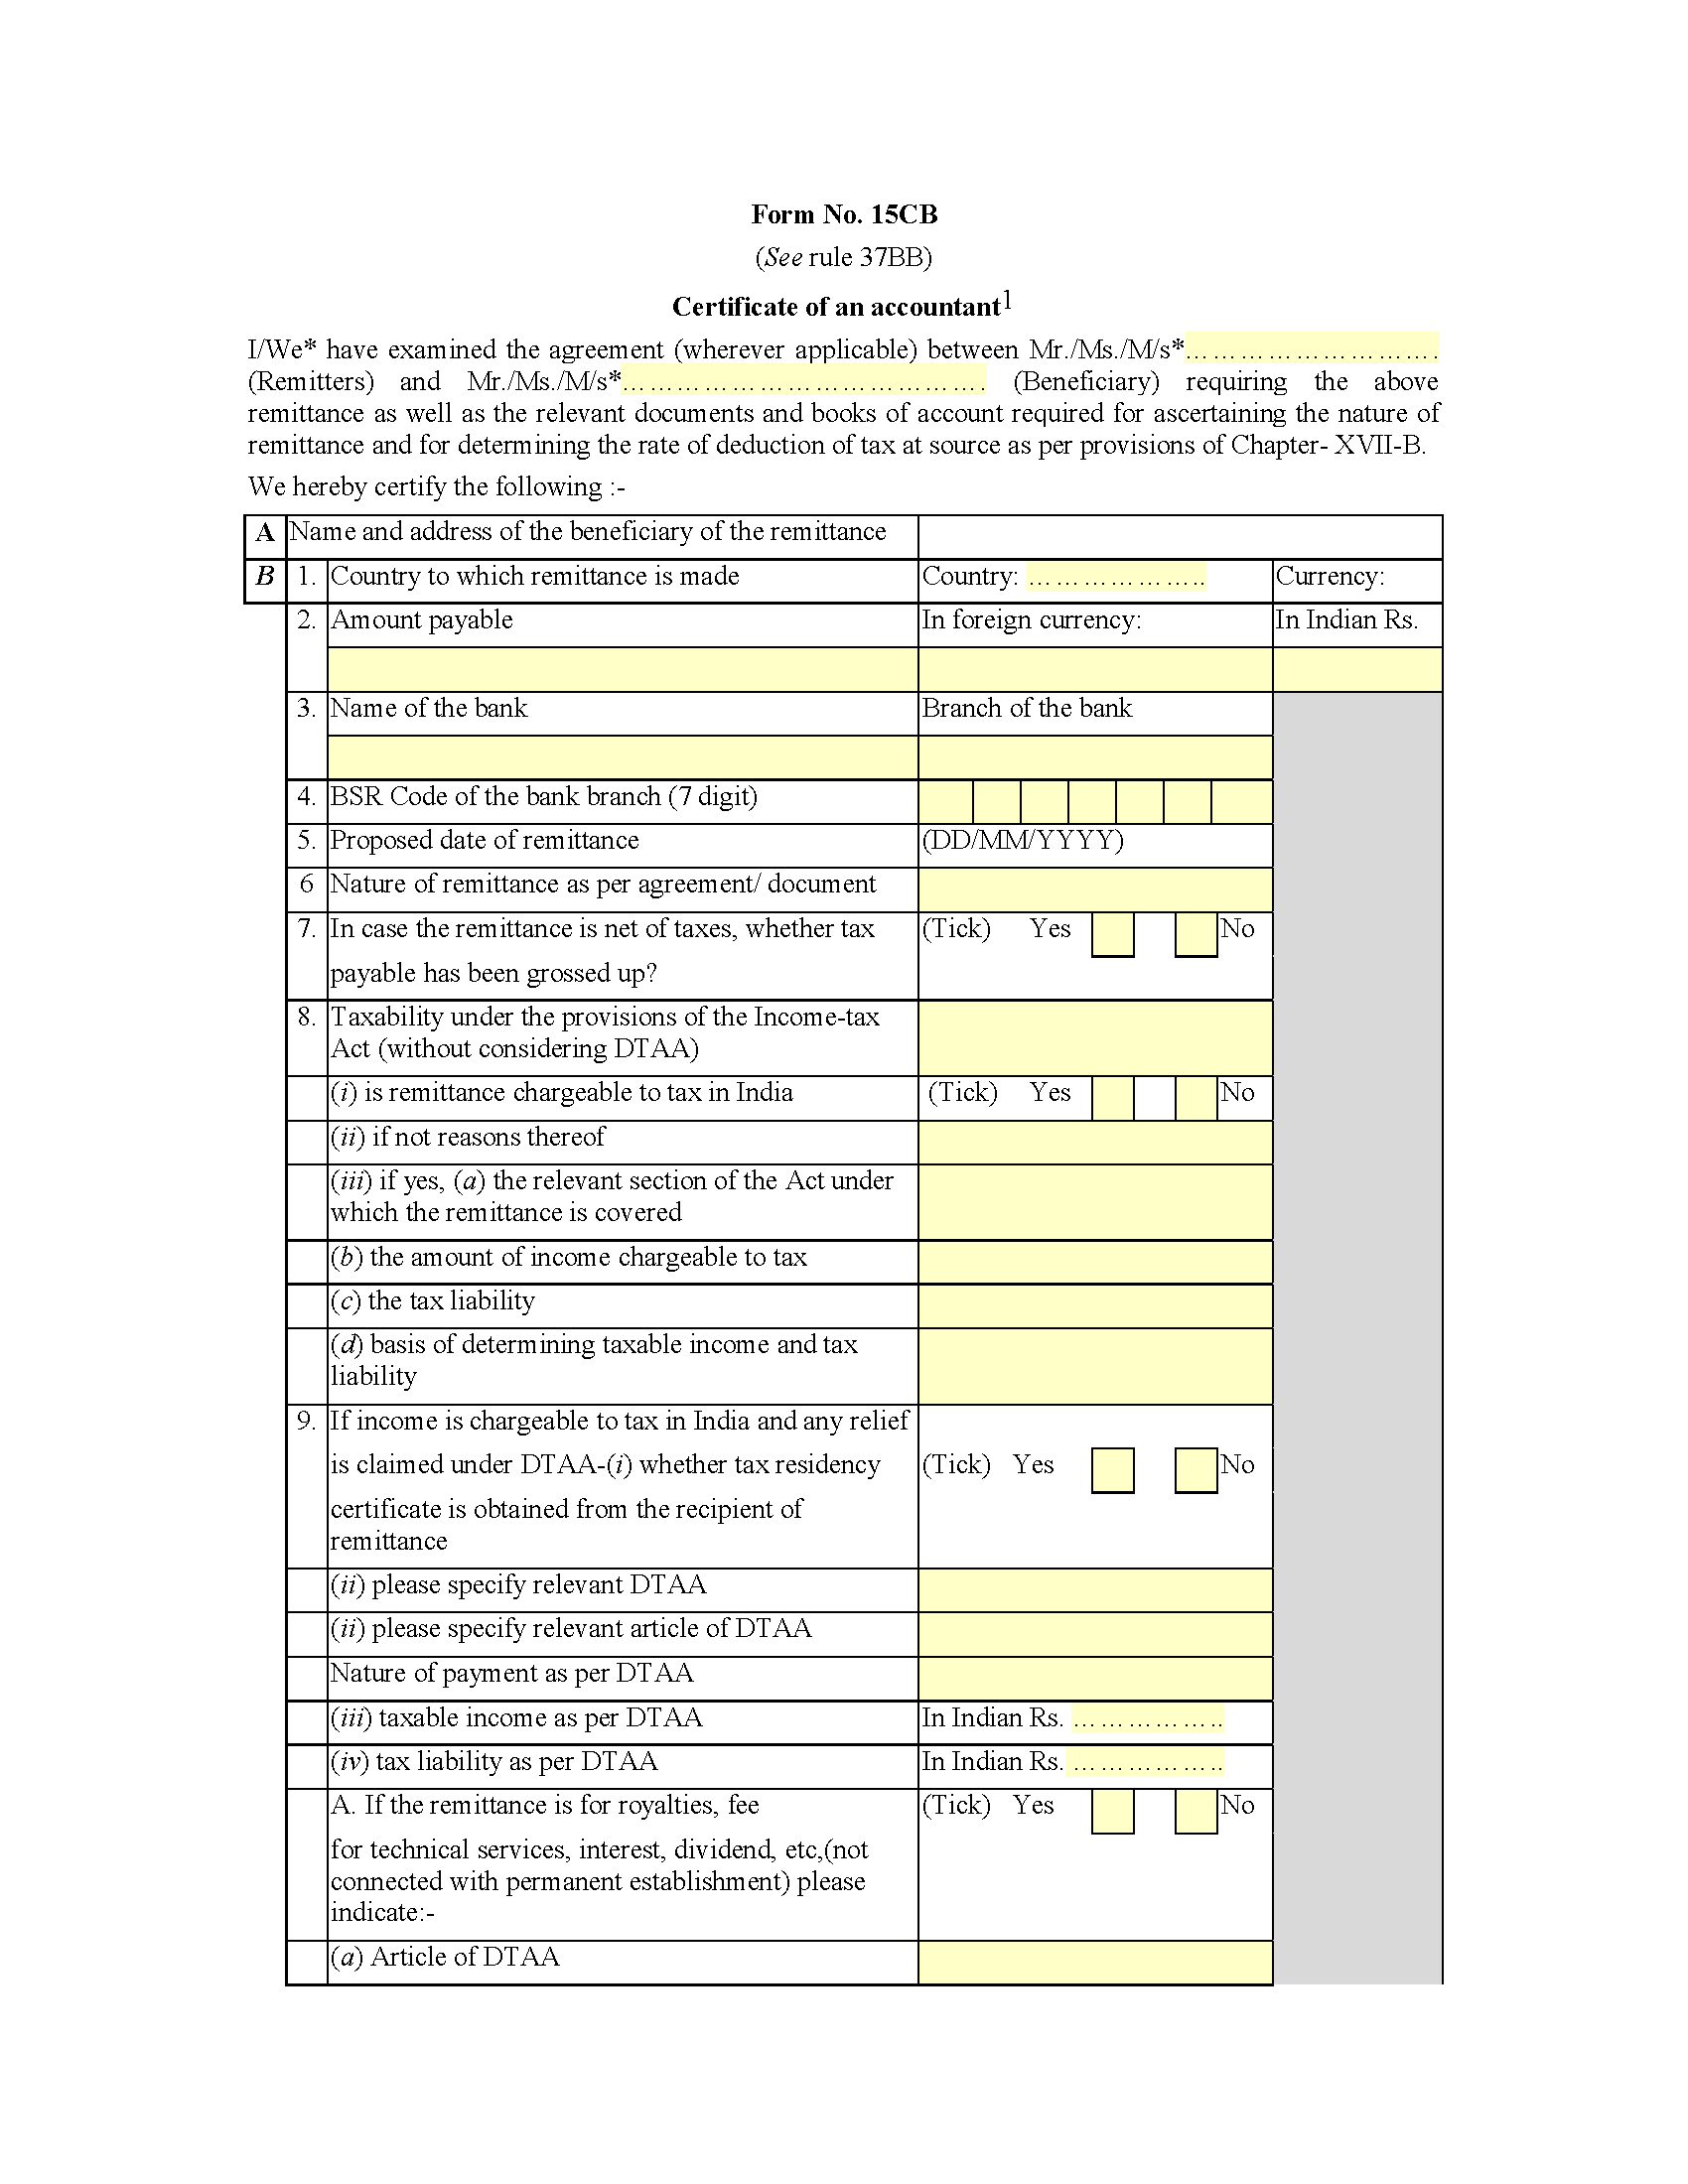 Form No. 15CB
(See rule 37BB)
Certificate of an accountant1
I/We* have examined the agreement (wherever applicable) between Mr./Ms./M/s*……………………….
(Remitters) and Mr./Ms./M/s*…………………………………. (Beneficiary) requiring the above
remittance as well as the relevant documents and books of account required for ascertaining the nature of
remittance and for determining the rate of deduction of tax at source as per provisions of Chapter- XVII-B.
We hereby certify the following :-
A Name and address of the beneficiary of the remittance
B 1. Country to which remittance is made Country: ……………….. Currency:
2. Amount payable In foreign currency: In Indian Rs.
3. Name of the bank Branch of the bank
4. BSR Code of the bank branch (7 digit)
5. Proposed date of remittance (DD/MM/YYYY)
6 Nature of remittance as per agreement/ document
7. In case the remittance is net of taxes, whether tax (Tick) Yes No
payable has been grossed up?
8. Taxability under the provisions of the Income-tax
Act (without considering DTAA)
(i) is remittance chargeable to tax in India (Tick) Yes No
(ii) if not reasons thereof
(iii) if yes, (a) the relevant section of the Act under
which the remittance is covered
(b) the amount of income chargeable to tax
(c) the tax liability
(d) basis of determining taxable income and tax
liability
9. If income is chargeable to tax in India and any relief
is claimed under DTAA-(i) whether tax residency (Tick) Yes No
certificate is obtained from the recipient of
remittance
(ii) please specify relevant DTAA
(ii) please specify relevant article of DTAA
Nature of payment as per DTAA
(iii) taxable income as per DTAA In Indian Rs. ……………..
(iv) tax liability as per DTAA In Indian Rs. ……………..
A. If the remittance is for royalties, fee (Tick) Yes No
for technical services, interest, dividend, etc,(not
connected with permanent establishment) please
indicate:-
(a) Article of DTAA